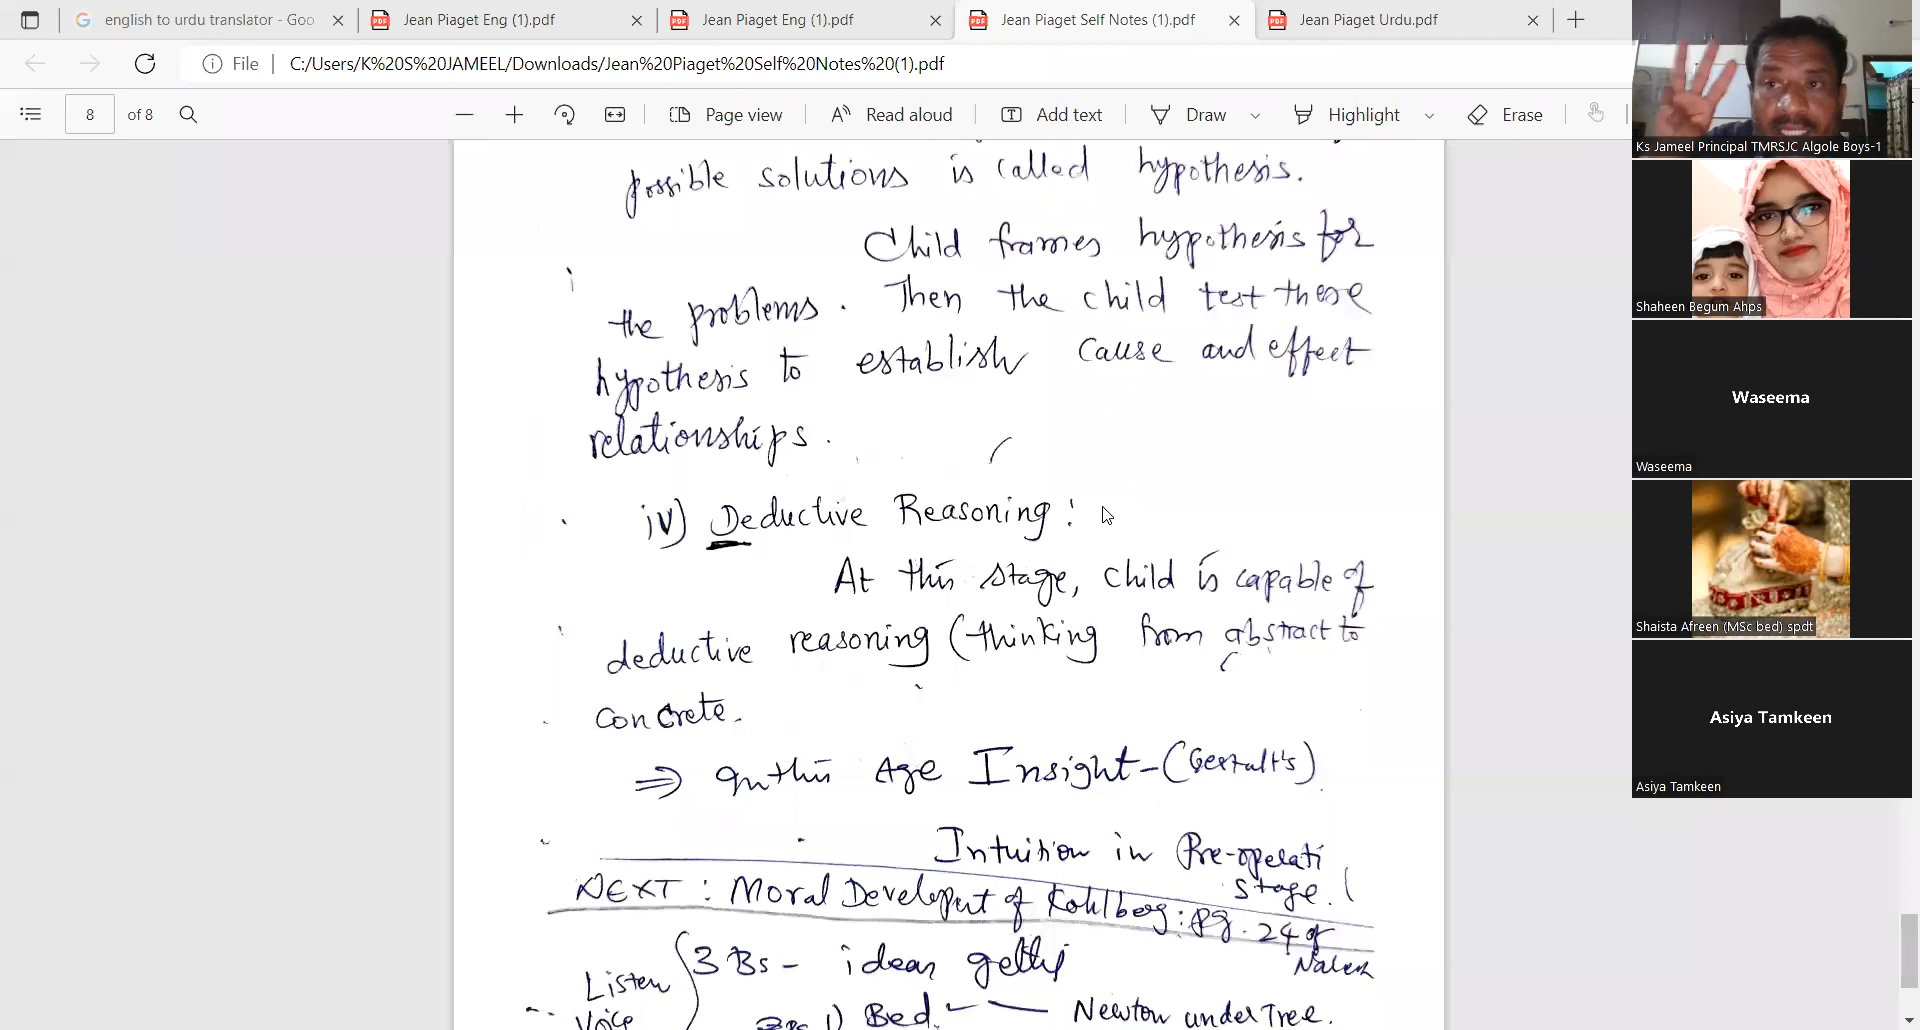 english to urdu translator - Goo
Jean Piaget Eng (1).pdf
Jean Piaget Eng (1).pdf
Jean Piaget Self Notes (1).pdf
Jean Piaget Urdu.pdf
File
C:/Users/K%20S%20JAMEEL/Downloads/Jean%20Piaget%20Self%20Notes%20(1).pdf
8 of 8
Page view
Read aloud
Add text
Draw
Highlight
Erase
possible solutions is called hypothesis.
Child frames hypothesis for
the problems. Then the child test these
hypothesis to establish cause and effect
relationships.
iv) Deductive Reasoning:
At this stage, child is capable of
deductive reasoning (thinking from abstract to
concrete.
⇒ In this Age Insight - (Gestalt's)
Intuition in Pre-operati
stage.
NEXT: Moral Develop of Kohlberg: pg. 24 of
3 Bs -
Listen
Voice
1) Bed. Newton under Tree.
Ks Jameel Principal TMRSJC Algole Boys-1
Shaheen Begum Ahps
Waseema
Waseema
Shaista Afreen (MSc bed) spdt
Asiya Tamkeen
Asiya Tamkeen